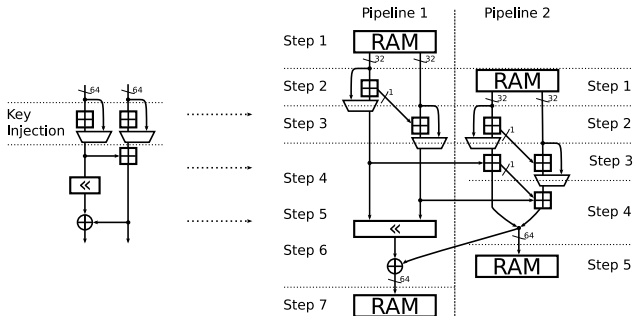 Pipeline 1
Pipeline 2
Step 1
RAM
32
32
Step 2
1
Step 3
RAM
Step 1
32
32
1
Step 2
Step 3
64
64
Key
Injection
«
Step 4
1
Step 4
Step 5
«
Step 6
64
64
RAM
Step 5
Step 7
RAM